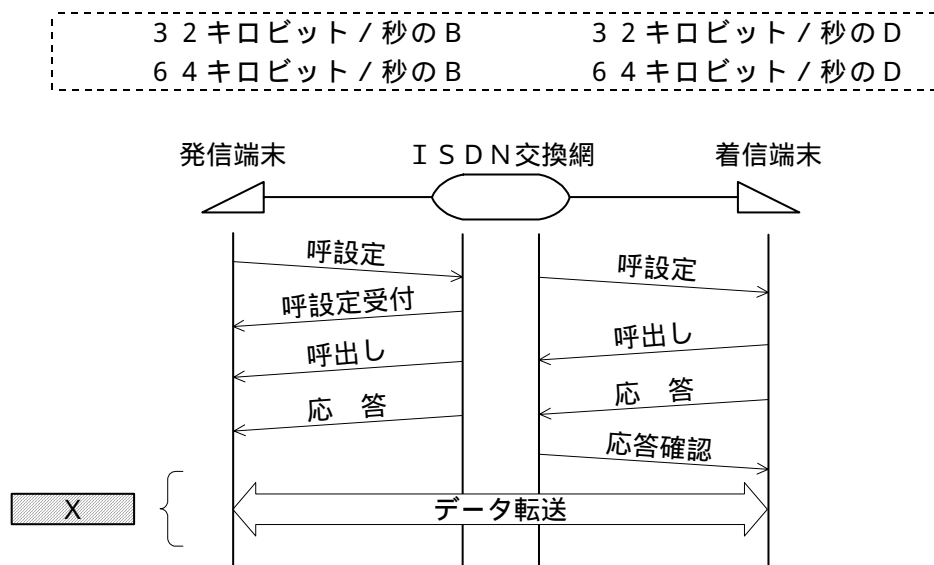 ３２キロビット／秒のＢ　３２キロビット／秒のＤ
６４キロビット／秒のＢ　６４キロビット／秒のＤ
発信端末　ＩＳＤＮ交換網　着信端末
呼設定　呼設定
呼設定受付
呼出し　呼出し
応　答　応　答
応答確認
X　データ転送